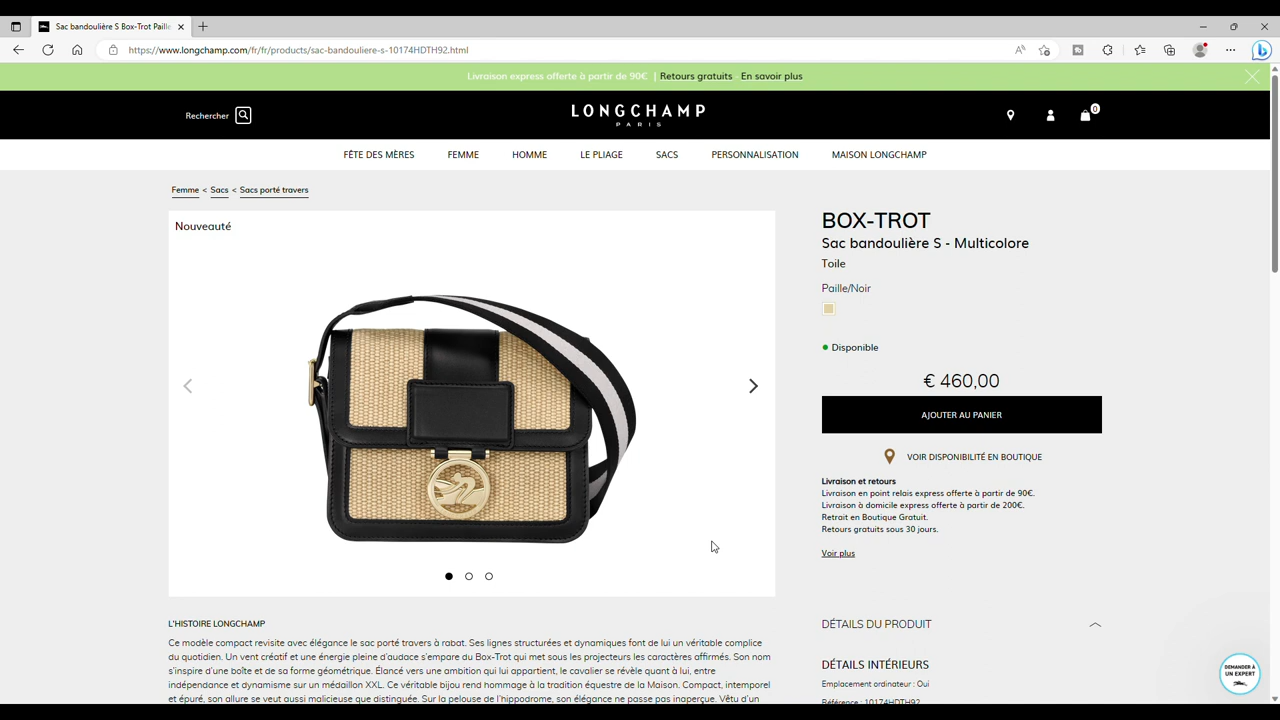 Sac bandoulière S Box-Trot Paille
https://www.longchamp.com/fr/fr/products/sac-bandouliere-s-10174HDTH92.html
Livraison express offerte à partir de 90€ | Retours gratuits En savoir plus
Rechercher
LONGCHAMP
PARIS
0
FÊTE DES MÈRES FEMME HOMME LE PLIAGE SACS PERSONNALISATION MAISON LONGCHAMP
Femme < Sacs < Sacs porté travers
Nouveauté
BOX-TROT
Sac bandoulière S - Multicolore
Toile
Paille/Noir
Disponible
€ 460,00
AJOUTER AU PANIER
VOIR DISPONIBILITÉ EN BOUTIQUE
Livraison et retours
Livraison en point relais express offerte à partir de 90€.
Livraison à domicile express offerte à partir de 200€.
Retrait en Boutique Gratuit.
Retours gratuits sous 30 jours.
Voir plus
L'HISTOIRE LONGCHAMP
Ce modèle compact revisite avec élégance le sac porté travers à rabat. Ses lignes structurées et dynamiques font de lui un véritable complice
du quotidien. Un vent créatif et une énergie pleine d'audace s'empare du Box-Trot qui met sous les projecteurs les caractères affirmés. Son nom
s'inspire d'une boîte et de sa forme géométrique. Élancé vers une ambition qui lui appartient, le cavalier se révèle quant à lui, entre
indépendance et dynamisme sur un médaillon XXL. Ce véritable bijou rend hommage à la tradition équestre de la Maison. Compact, intemporel
et épuré, son allure se veut aussi malicieuse que distinguée. Sur la pelouse de l'hippodrome, son élégance ne passe pas inaperçue. Vêtu d'un
DÉTAILS DU PRODUIT
DÉTAILS INTÉRIEURS
Emplacement ordinateur : Oui
Référence : 10174HDTH92
DEMANDER À
UN EXPERT